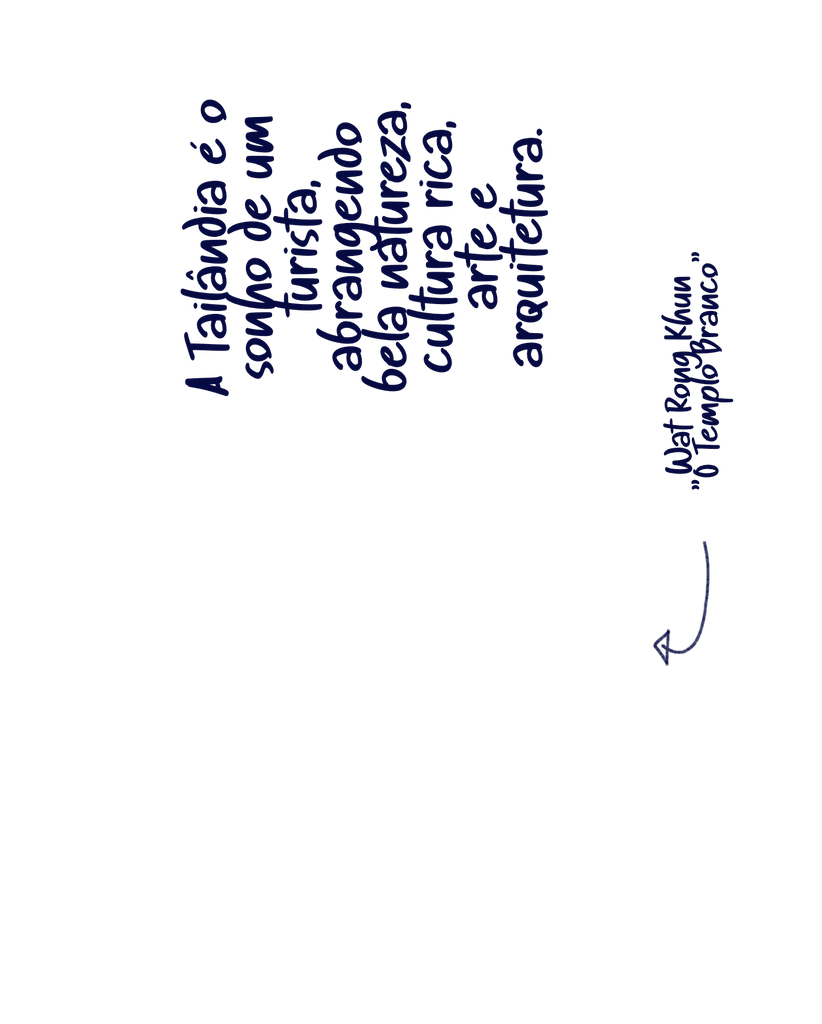 A Tailândia é o
sonho de um
turista,
abrangendo
bela natureza,
cultura rica,
arte e
arquitetura.
Wat Rong Khun
"O Templo Branco"